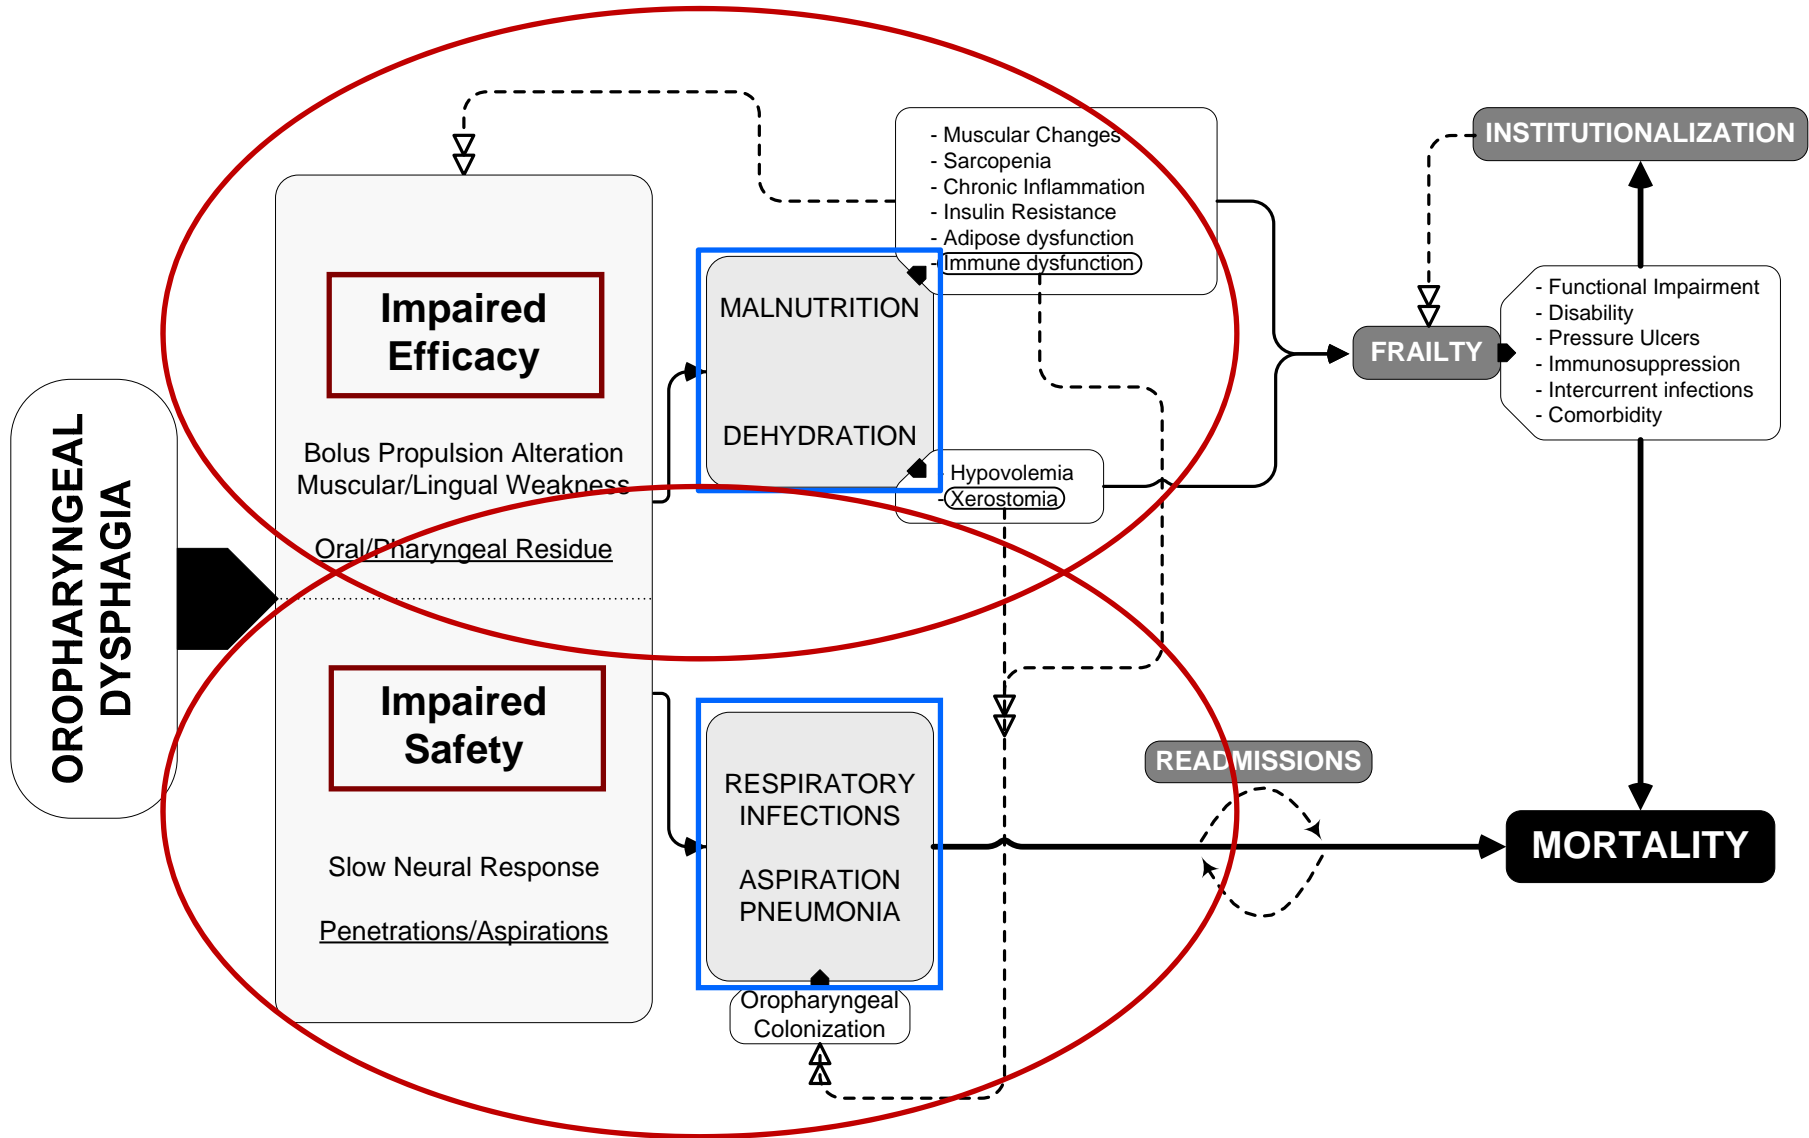 OROPHARYNGEAL
DYSPHAGIA
Impaired
Efficacy
Bolus Propulsion Alteration
Muscular/Lingual Weakness
Oral/Pharyngeal Residue
Impaired
Safety
Slow Neural Response
Penetrations/Aspirations
MALNUTRITION
DEHYDRATION
- Muscular Changes
- Sarcopenia
- Chronic Inflammation
- Insulin Resistance
- Adipose dysfunction
- Immune dysfunction
- Hypovolemia
- Xerostomia
RESPIRATORY
INFECTIONS
ASPIRATION
PNEUMONIA
Oropharyngeal
Colonization
READMISSIONS
FRAILTY
INSTITUTIONALIZATION
- Functional Impairment
- Disability
- Pressure Ulcers
- Immunosuppression
- Intercurrent infections
- Comorbidity
MORTALITY